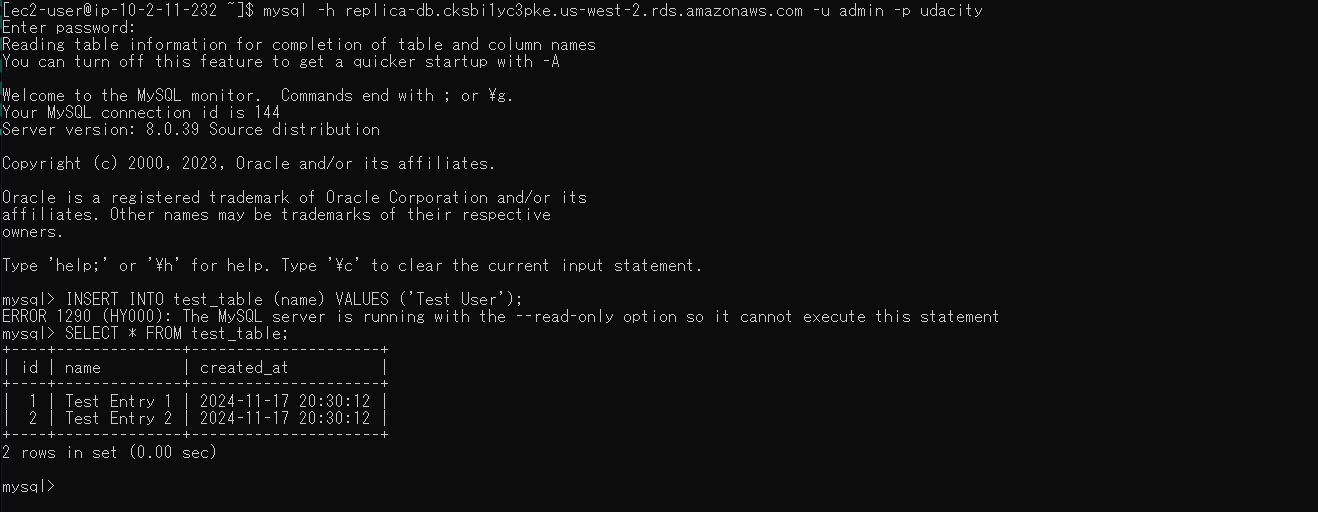 [ec2-user@ip-10-2-11-232 ~]$ mysql -h replica-db.cksbi1yc3pke.us-west-2.rds.amazonaws.com -u admin -p udacity
Enter password:
Reading table information for completion of table and column names
You can turn off this feature to get a quicker startup with -A

Welcome to the MySQL monitor.  Commands end with ; or ¥g.
Your MySQL connection id is 144
Server version: 8.0.39 Source distribution

Copyright (c) 2000, 2023, Oracle and/or its affiliates.

Oracle is a registered trademark of Oracle Corporation and/or its
affiliates. Other names may be trademarks of their respective
owners.

Type 'help;' or '¥h' for help. Type '¥c' to clear the current input statement.

mysql> INSERT INTO test_table (name) VALUES ('Test User');
ERROR 1290 (HY000): The MySQL server is running with the --read-only option so it cannot execute this statement
mysql> SELECT * FROM test_table;
+----+--------------+---------------------+
| id | name         | created_at          |
+----+--------------+---------------------+
|  1 | Test Entry 1 | 2024-11-17 20:30:12 |
|  2 | Test Entry 2 | 2024-11-17 20:30:12 |
+----+--------------+---------------------+
2 rows in set (0.00 sec)

mysql>